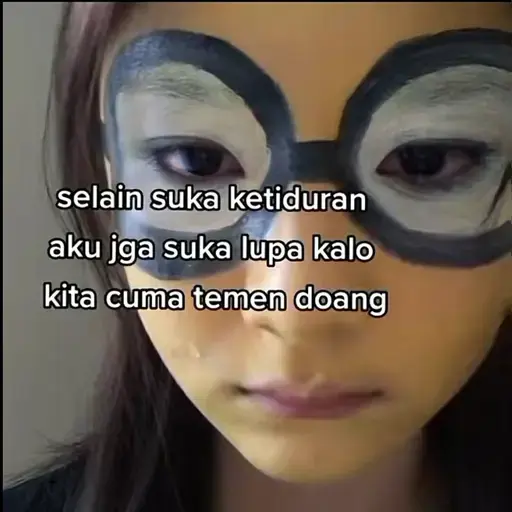 selain suka ketiduran
aku jga suka lupa kalo
kita cuma temen doang